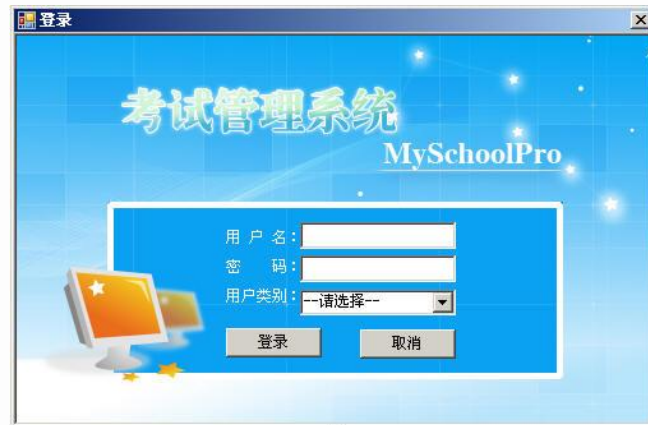 登录
考试管理系统
MySchoolPro
用 户 名：
密 码：
用户类别：--请选择--
登录 取消